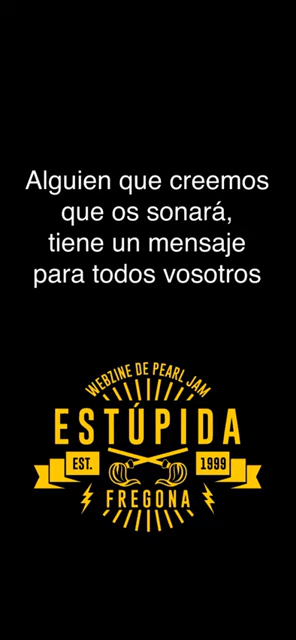 Alguien que creemos
que os sonará,
tiene un mensaje
para todos vosotros
WEBZINE DE PEARL JAM
ESTÚPIDA
EST. 1999
FREGONA